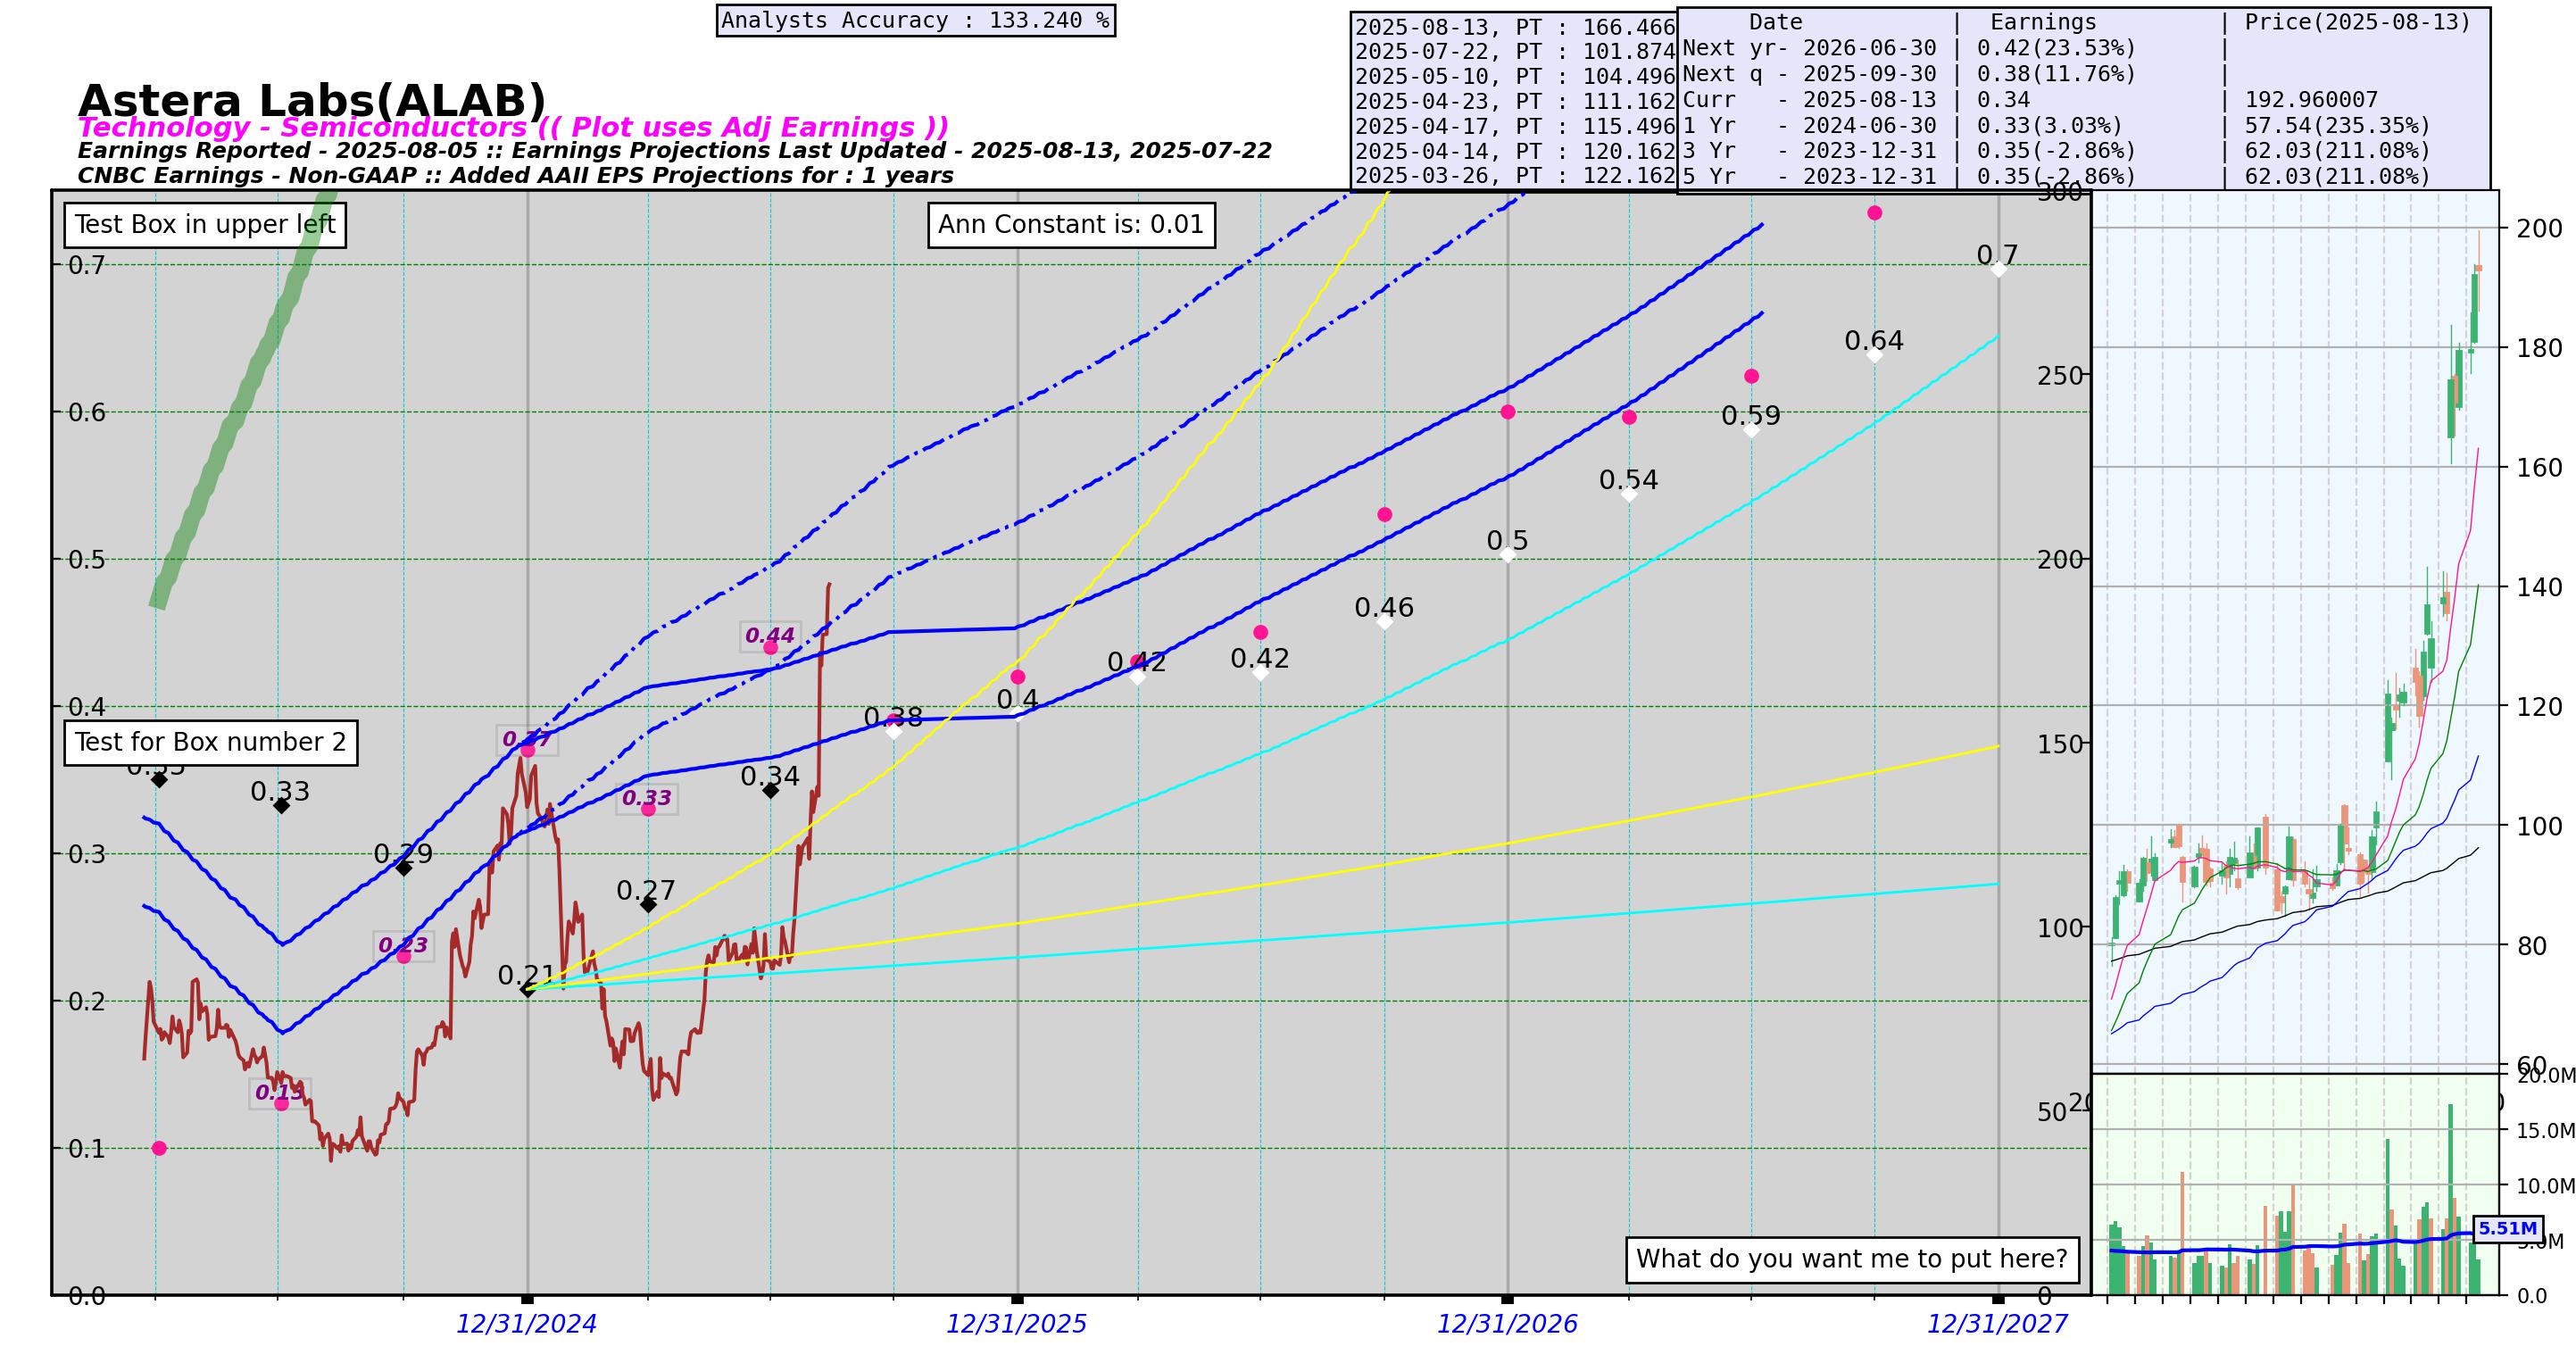 Analysts Accuracy : 133.240 %
2025-08-13, PT : 166.466
2025-07-22, PT : 101.874
2025-05-10, PT : 104.496
2025-04-23, PT : 111.162
2025-04-17, PT : 115.496
2025-04-14, PT : 120.162
2025-03-26, PT : 122.162
Date | Earnings | Price(2025-08-13)
Next yr- 2026-06-30 | 0.42(23.53%) |
Next q - 2025-09-30 | 0.38(11.76%) |
Curr - 2025-08-13 | 0.34 | 192.960007
1 Yr - 2024-06-30 | 0.33(3.03%) | 57.54(235.35%)
3 Yr - 2023-12-31 | 0.35(-2.86%) | 62.03(211.08%)
5 Yr - 2023-12-31 | 0.35(-2.86%) | 62.03(211.08%)
Astera Labs(ALAB)
Technology - Semiconductors (( Plot uses Adj Earnings ))
Earnings Reported - 2025-08-05 :: Earnings Projections Last Updated - 2025-08-13, 2025-07-22
CNBC Earnings - Non-GAAP :: Added AAII EPS Projections for : 1 years
Test Box in upper left
Ann Constant is: 0.01
Test for Box number 2
What do you want me to put here?
0.7
0.6
0.5
0.4
0.3
0.2
0.1
0.0
0.33
0.29
0.21
0.27
0.34
0.38
0.4
0.42
0.42
0.46
0.5
0.54
0.59
0.64
0.7
0.13
0.23
0.37
0.33
0.44
300
250
200
150
100
50
0
200
180
160
140
120
100
80
60
20.0M
15.0M
10.0M
5.51M
0.0
12/31/2024
12/31/2025
12/31/2026
12/31/2027